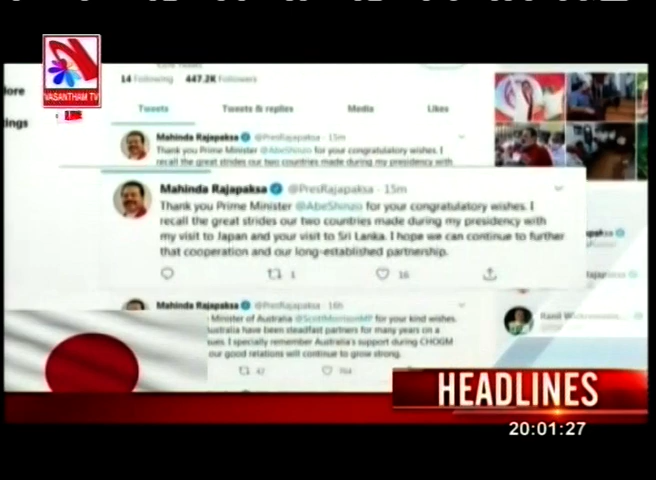 VASANTHAM TV
14 Following 447.2K Followers
Tweets Tweets & replies Media Likes
Mahinda Rajapaksa @PresRajapaksa · 15m
Thank you Prime Minister @AbeShinzo for your congratulatory wishes. I
recall the great strides our two countries made during my presidency with
Mahinda Rajapaksa @PresRajapaksa · 15m
Thank you Prime Minister @AbeShinzo for your congratulatory wishes. I
recall the great strides our two countries made during my presidency with
my visit to Japan and your visit to Sri Lanka. I hope we can continue to further
that cooperation and our long-established partnership.
1 16
Mahinda Rajapaksa @PresRajapaksa · 16h
Minister of Australia @ScottMorrisonMP for your kind wishes.
ustralia have been steadfast partners for many years on a
sues. I specially remember Australia's support during CHOGM
our good relations will continue to grow strong.
HEADLINES
20:01:27